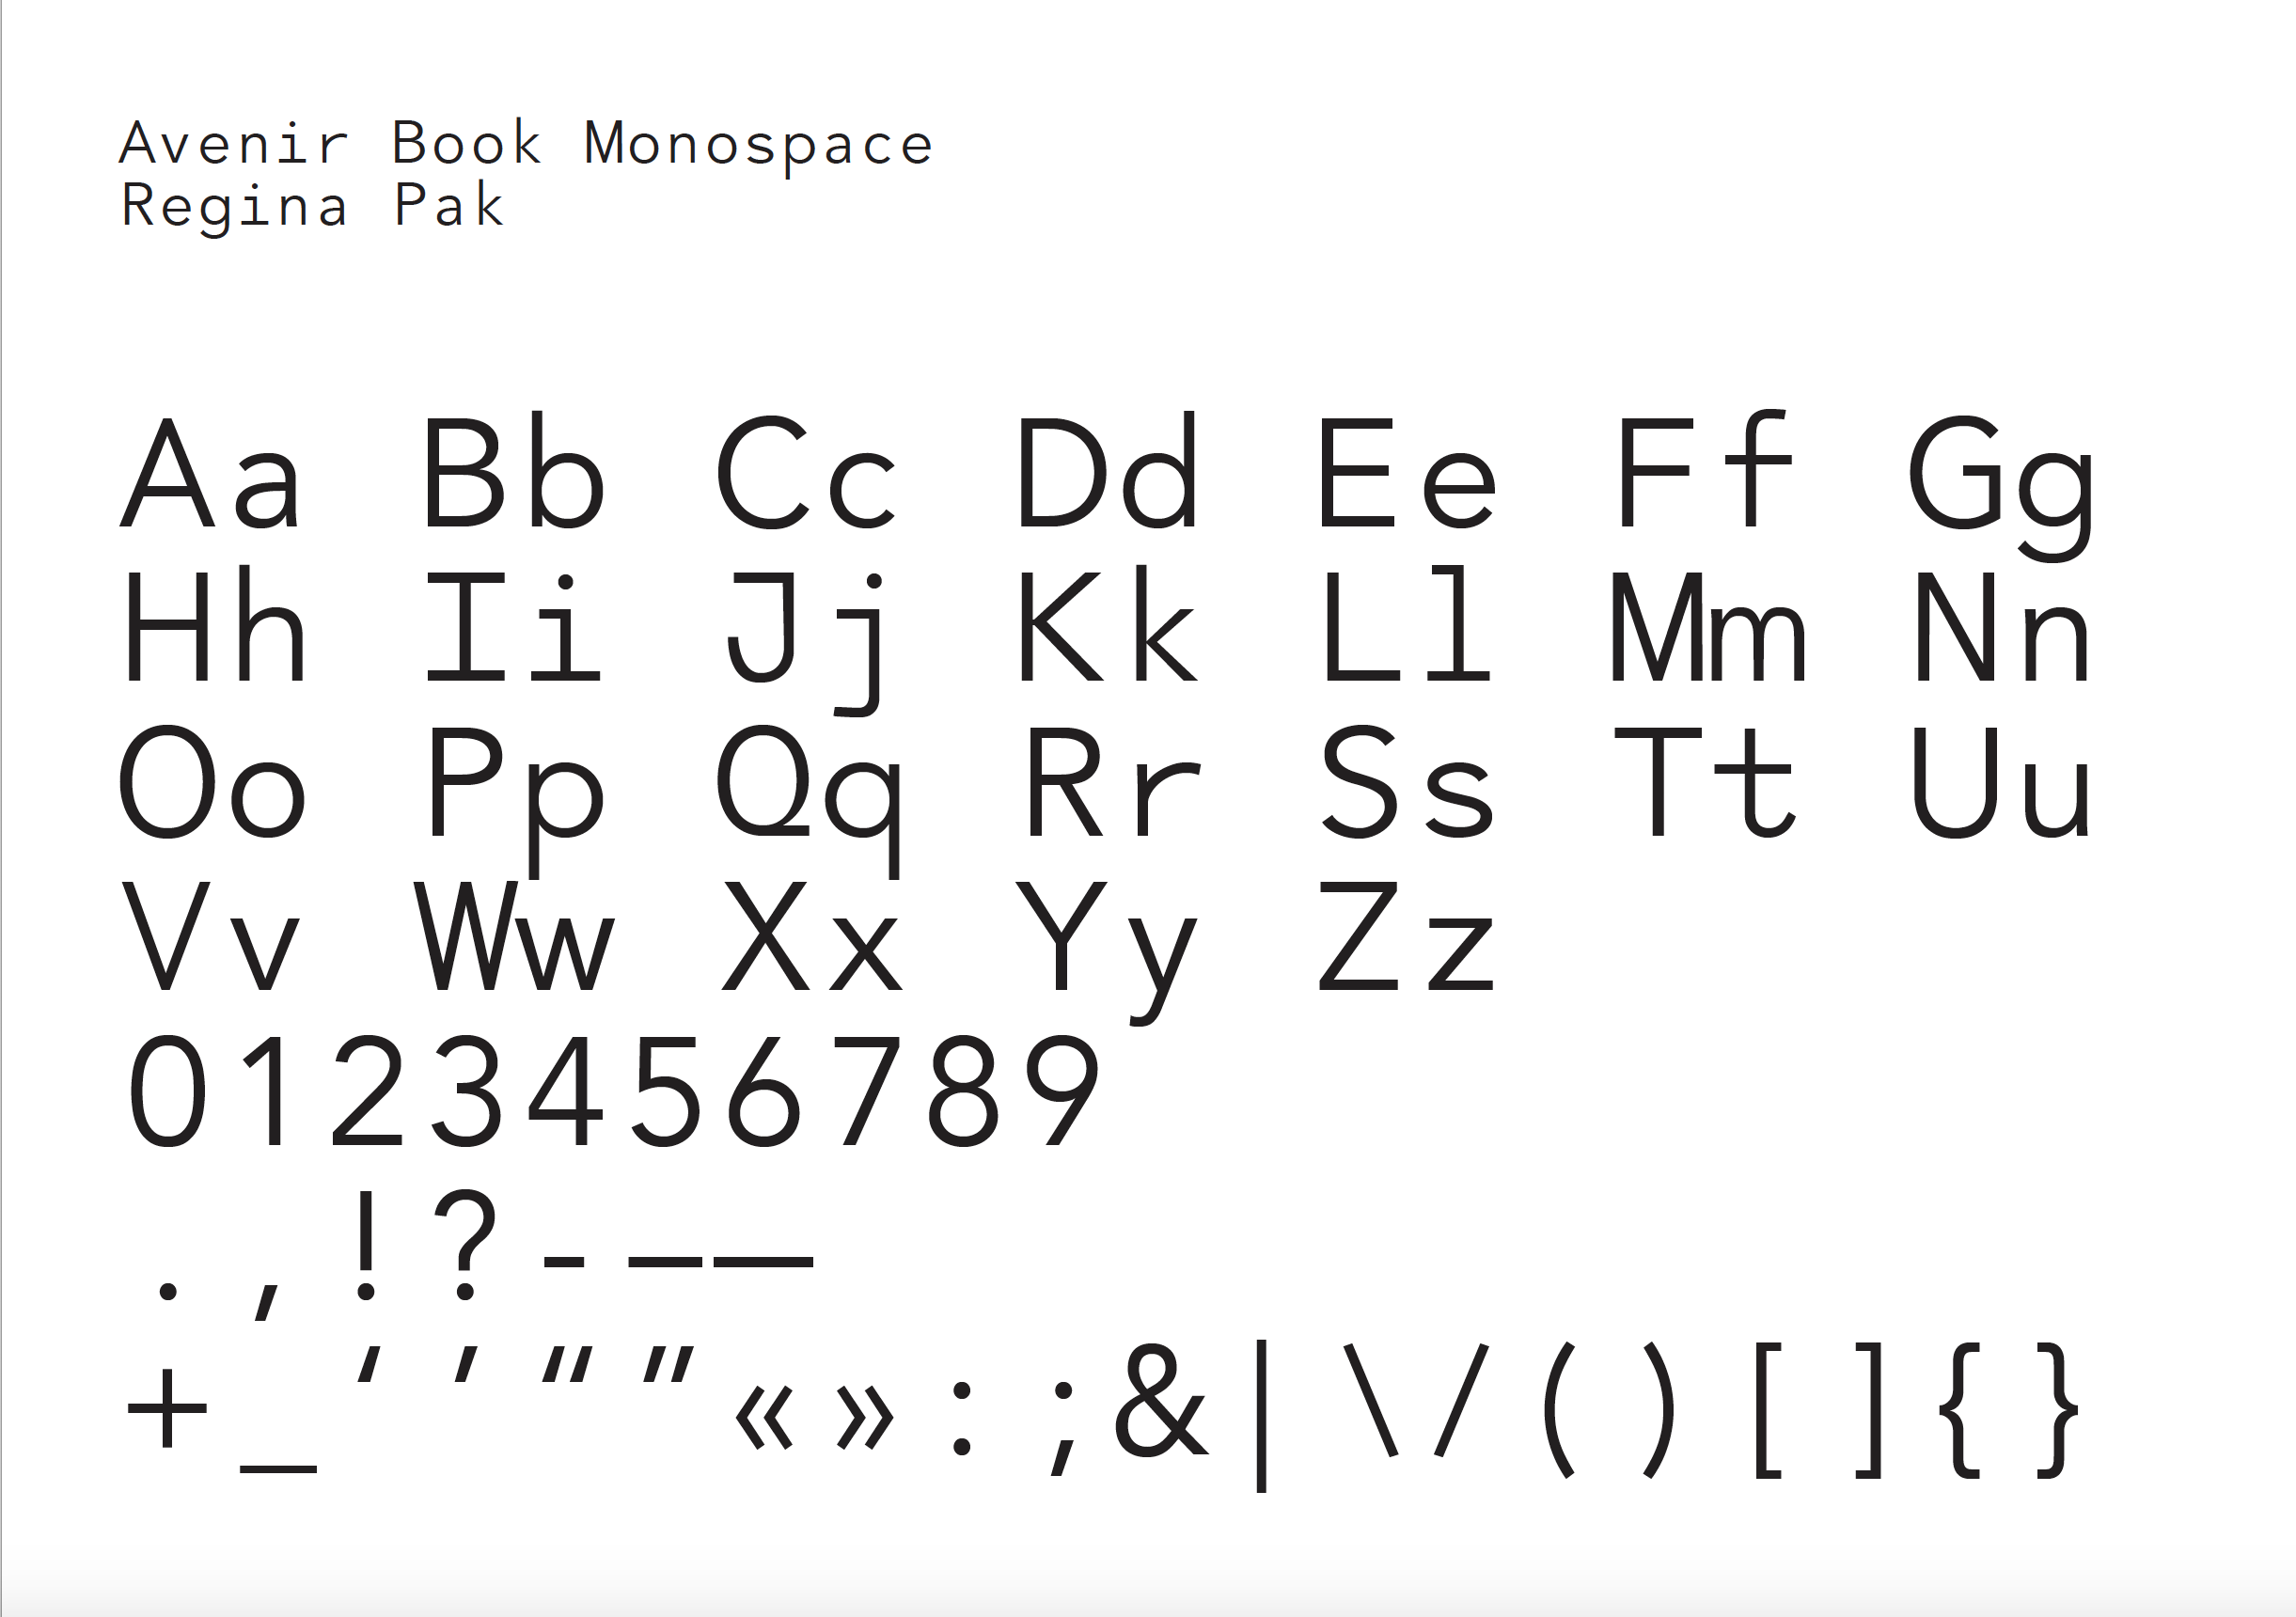 Avenir Book Monospace
Regina Pak
Aa Bb Cc Dd Ee Ff Gg
Hh Ii Jj Kk Ll Mm Nn
Oo Pp Qq Rr Ss Tt Uu
Vv Ww Xx Yy Zz
0123456789
.,!?-–—
+_’’””«»:;&|\/()[]{}